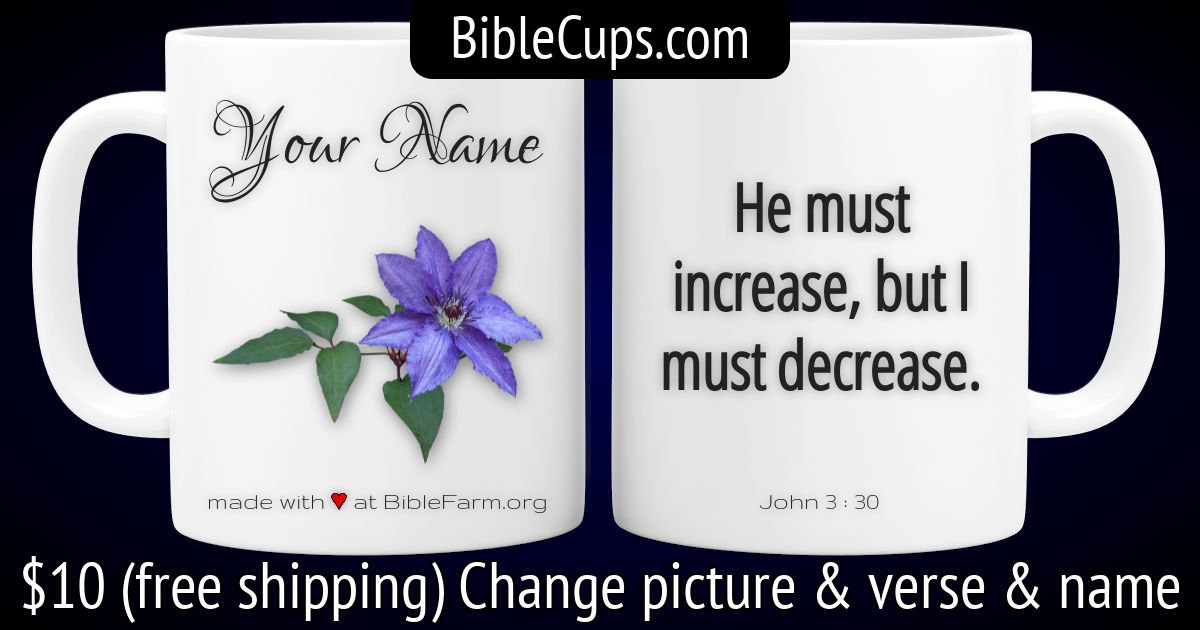 BibleCups.com
Your Name
made with ♥ at BibleFarm.org
He must
increase, but I
must decrease.
John 3 : 30
$10 (free shipping) Change picture & verse & name